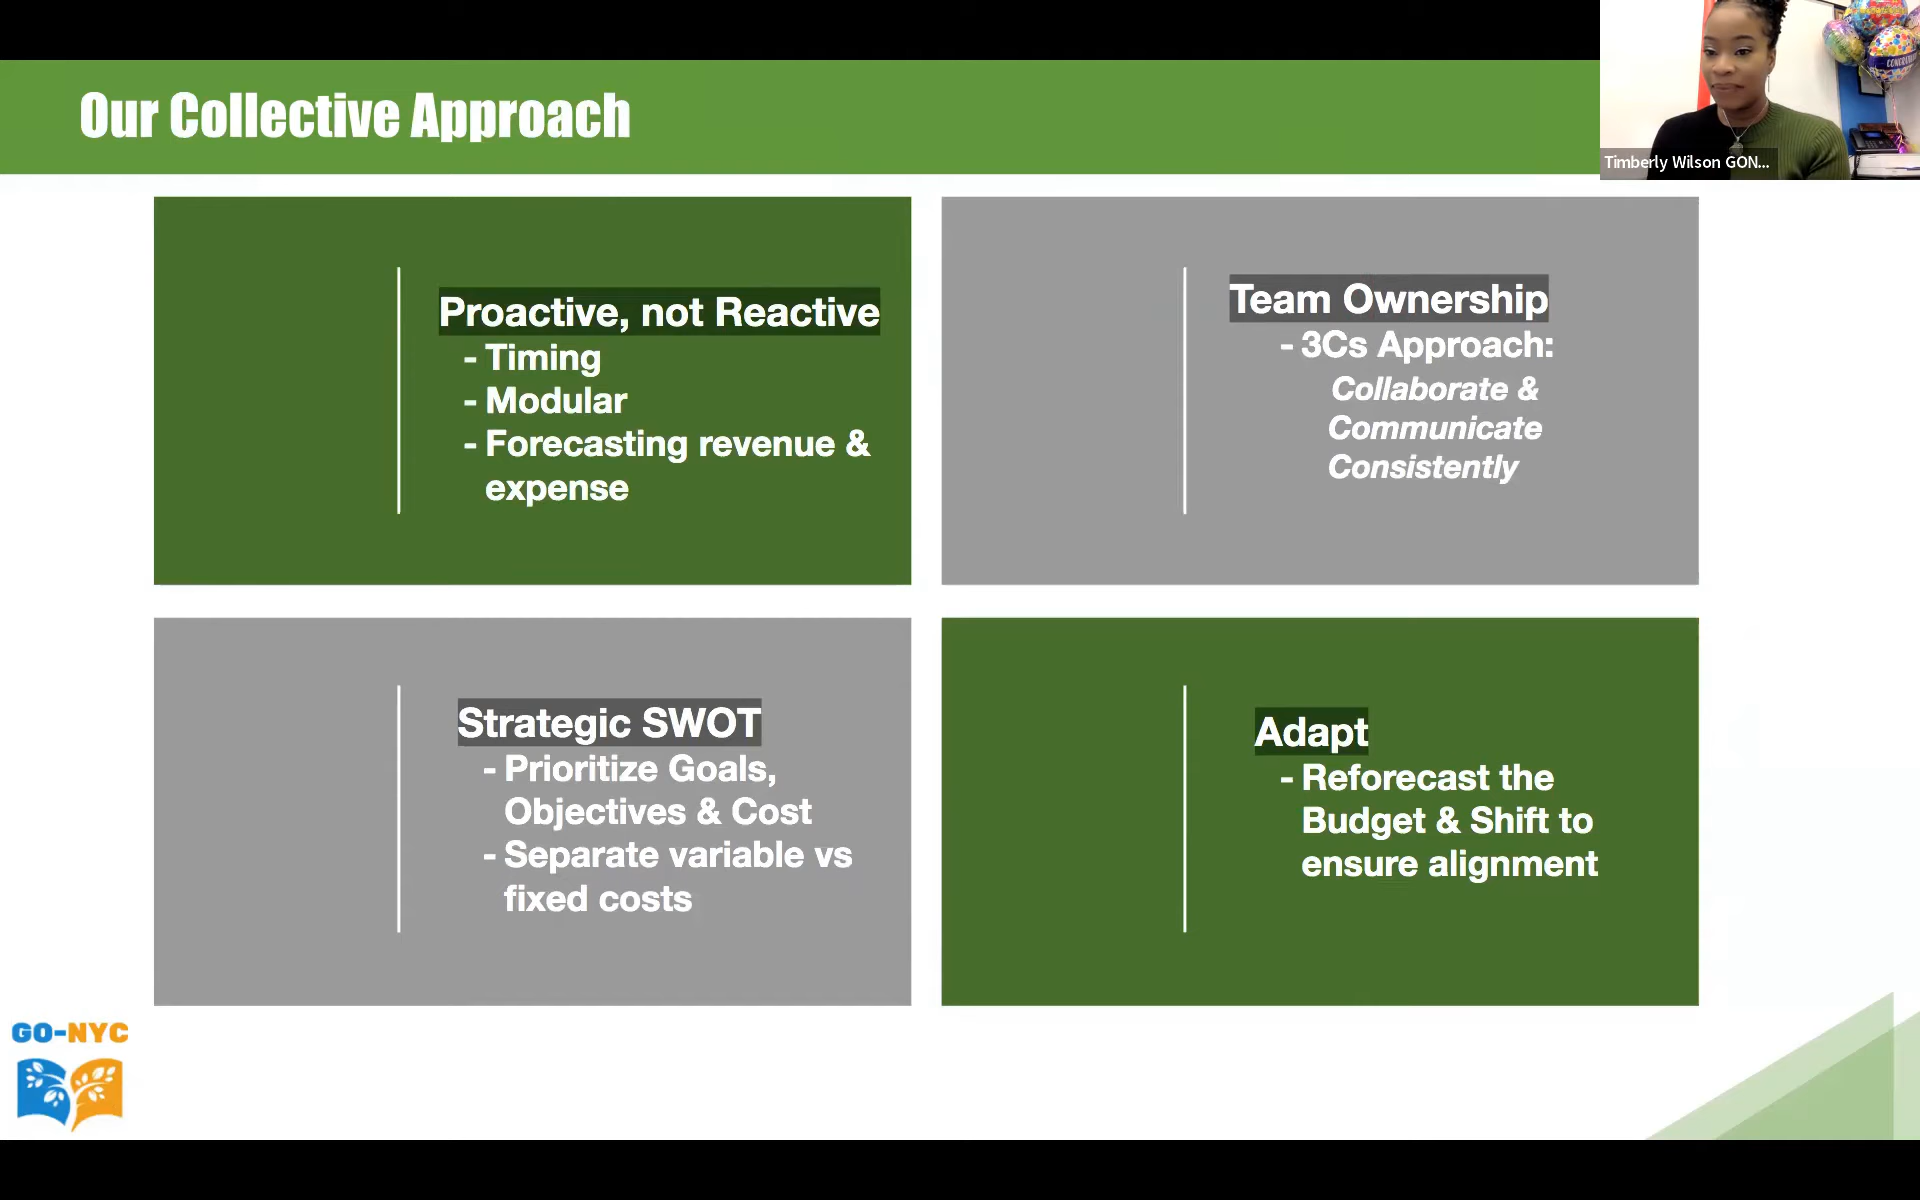 Our Collective Approach
Timberly Wilson GON...
Proactive, not Reactive
- Timing
- Modular
- Forecasting revenue &
expense
Team Ownership
- 3Cs Approach:
Collaborate &
Communicate
Consistently
Strategic SWOT
- Prioritize Goals,
Objectives & Cost
- Separate variable vs
fixed costs
Adapt
- Reforecast the
Budget & Shift to
ensure alignment
GO-NYC